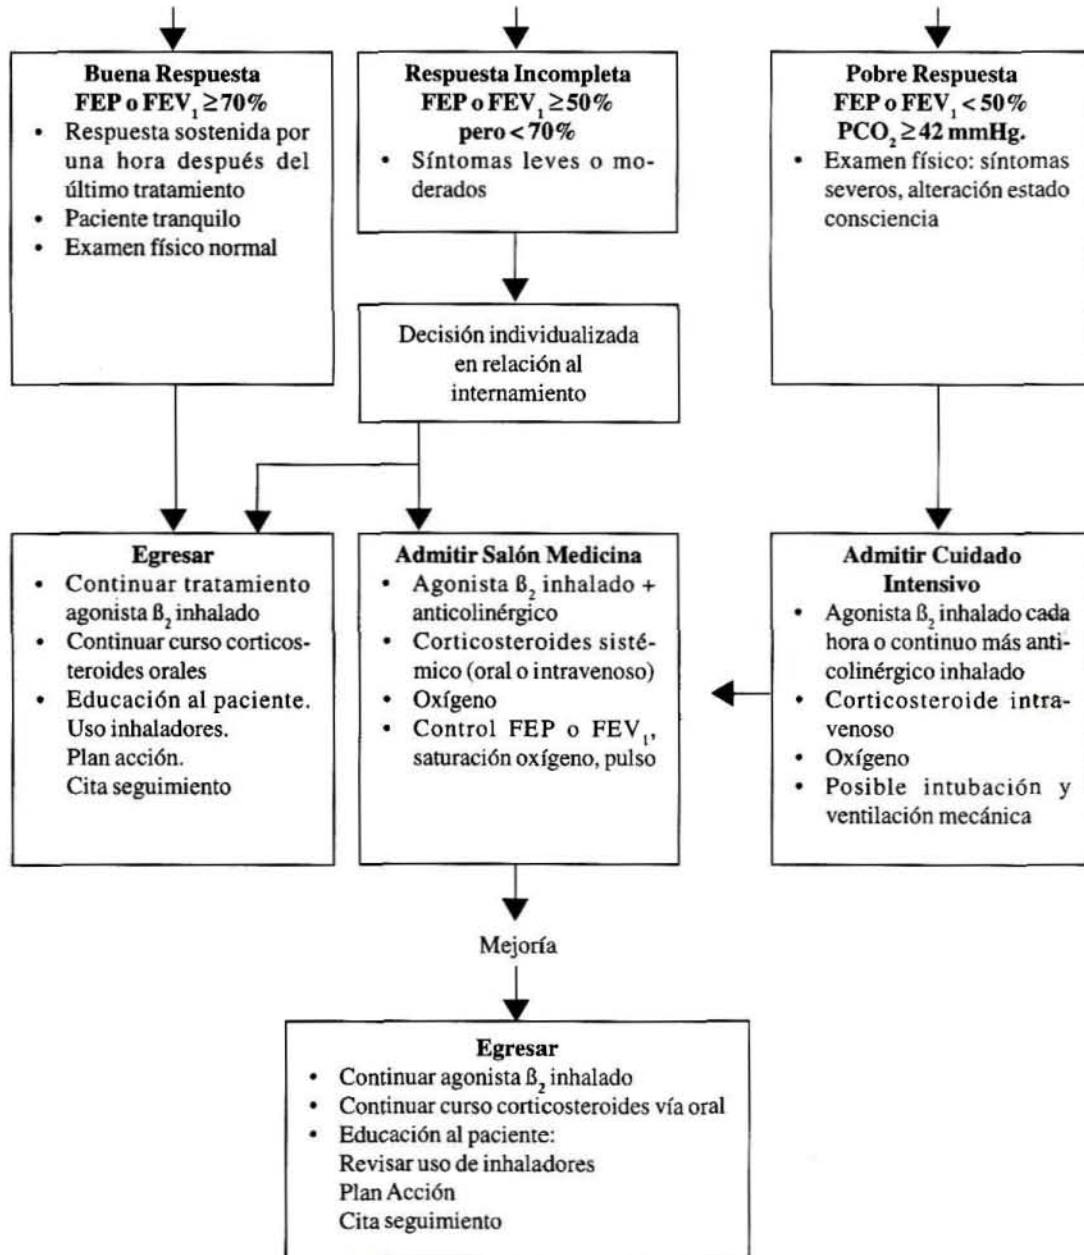 Buena Respuesta
FEP o FEV₁ ≥70%
• Respuesta sostenida por
una hora después del
último tratamiento
• Paciente tranquilo
• Examen físico normal
Respuesta Incompleta
FEP o FEV₁ ≥50%
pero < 70%
• Síntomas leves o mo-
derados
Pobre Respuesta
FEP o FEV₁ < 50%
PCO₂ ≥ 42 mmHg.
• Examen físico: síntomas
severos, alteración estado
consciencia
Decisión individualizada
en relación al
internamiento
Egresar
• Continuar tratamiento
agonista ß₂ inhalado
• Continuar curso corticos-
teroides orales
• Educación al paciente.
Uso inhaladores.
Plan acción.
Cita seguimiento
Admitir Salón Medicina
• Agonista ß₂ inhalado +
anticolinérgico
• Corticosteroides sisté-
mico (oral o intravenoso)
• Oxígeno
• Control FEP o FEV₁,
saturación oxígeno, pulso
Admitir Cuidado
Intensivo
• Agonista ß₂ inhalado cada
hora o continuo más anti-
colinérgico inhalado
• Corticosteroide intra-
venoso
• Oxígeno
• Posible intubación y
ventilación mecánica
Mejoría
Egresar
• Continuar agonista ß₂ inhalado
• Continuar curso corticosteroides vía oral
• Educación al paciente:
Revisar uso de inhaladores
Plan Acción
Cita seguimiento